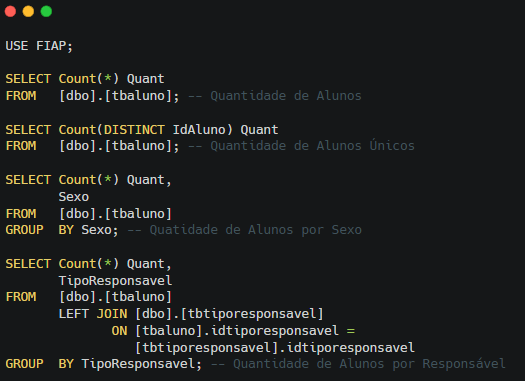 USE FIAP;
SELECT Count(*) Quant
FROM [dbo].[tbaluno]; -- Quantidade de Alunos
SELECT Count(DISTINCT IdAluno) Quant
FROM [dbo].[tbaluno]; -- Quantidade de Alunos Únicos
SELECT Count(*) Quant,
Sexo
FROM [dbo].[tbaluno]
GROUP BY Sexo; -- Quatidade de Alunos por Sexo
SELECT Count(*) Quant,
TipoResponsavel
FROM [dbo].[tbaluno]
LEFT JOIN [dbo].[tbtiporesponsavel]
ON [tbaluno].idtiporesponsavel =
[tbtiporesponsavel].idtiporesponsavel
GROUP BY TipoResponsavel; -- Quantidade de Alunos por Responsável